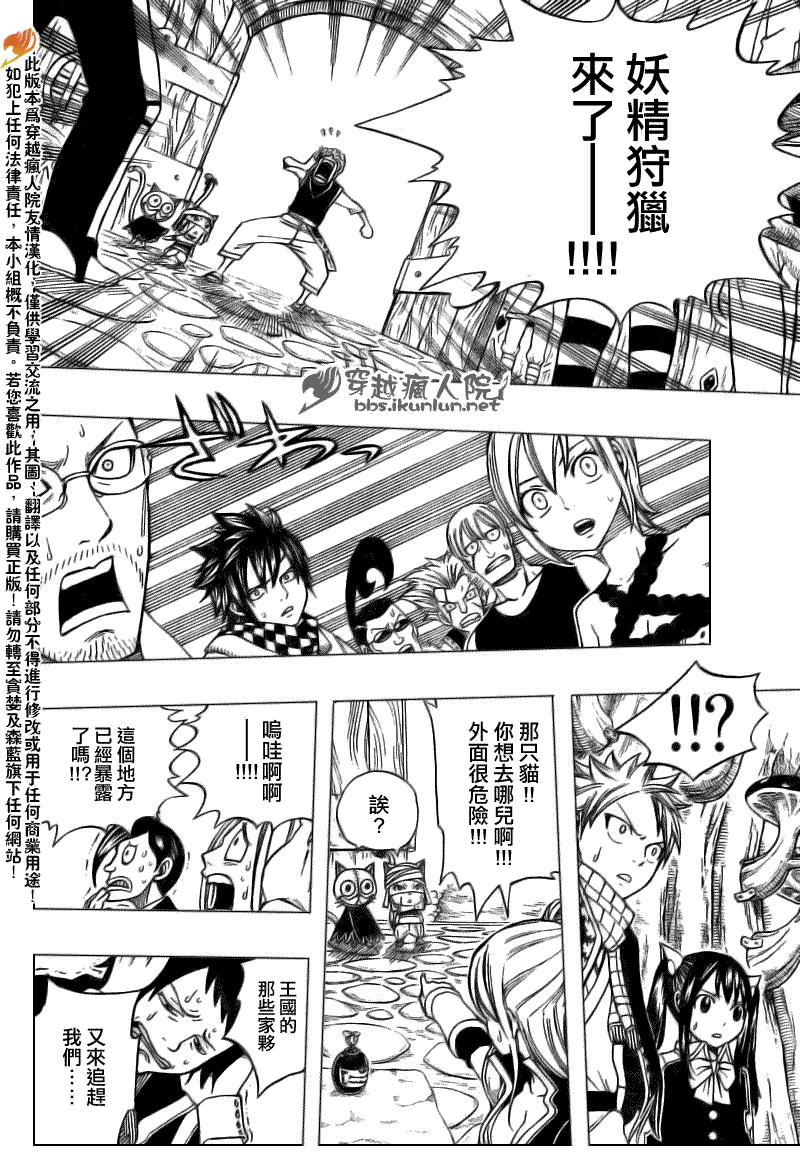 妖精狩獵
來了——
!!!!
穿越瘋人院
bbs.ikunlun.net
ざわ
!!?
那只貓!!
你想去哪兒啊!!!
外面很危險!!!
誒?
嗚哇啊啊
——!!!!
這個地方
已經暴露
了嗎!!?
王國的
那些家夥
又來追趕
我們……
此版本爲穿越瘋人院友情漢化,僅供學習交流之用,其圖、翻譯以及任何部分不得進行修改或用于任何商業用途!
如犯上任何法律責任,本小組概不負責。若您喜歡此作品,請購買正版!請勿轉至貪婪及森藍旗下任何網站!